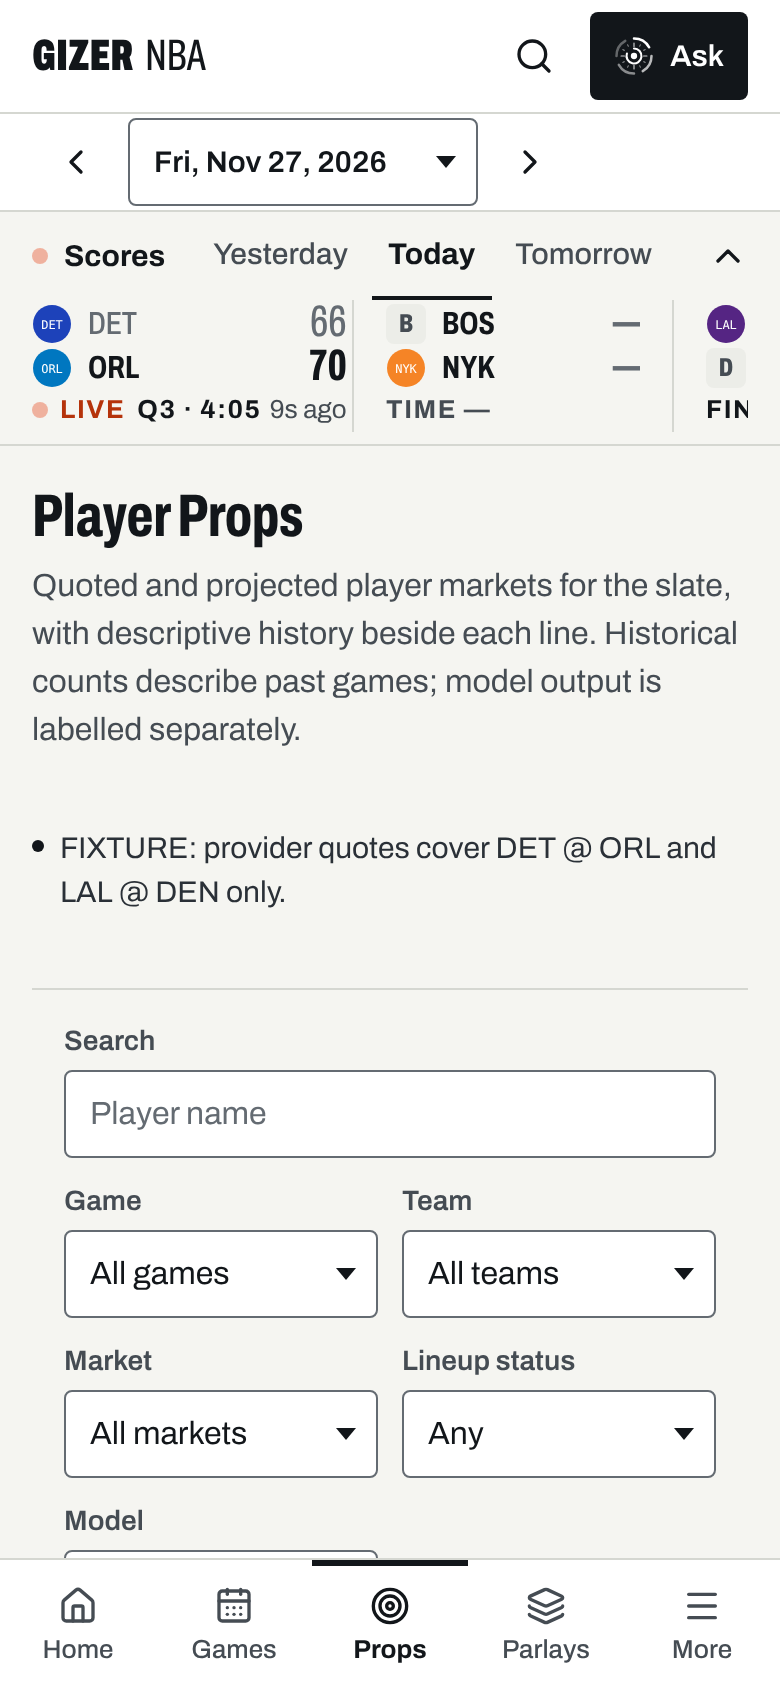 GIZER NBA
Ask
Fri, Nov 27, 2026
Scores Yesterday Today Tomorrow
DET DET 66
ORL ORL 70
LIVE Q3 · 4:05 9s ago
B BOS —
NYK NYK —
TIME —
LAL
D
FIN
Player Props
Quoted and projected player markets for the slate,
with descriptive history beside each line. Historical
counts describe past games; model output is
labelled separately.
• FIXTURE: provider quotes cover DET @ ORL and
LAL @ DEN only.
Search
Player name
Game Team
All games All teams
Market Lineup status
All markets Any
Model
Home Games Props Parlays More